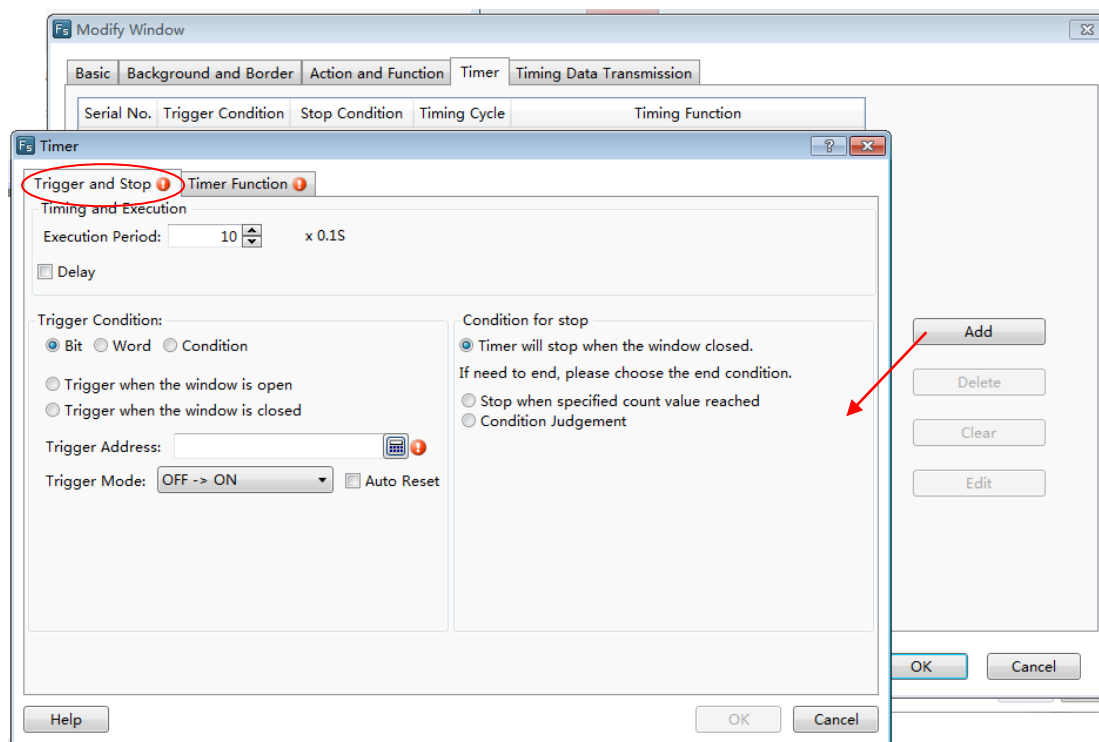 Fs Modify Window
Basic Background and Border Action and Function Timer Timing Data Transmission
Serial No. Trigger Condition Stop Condition Timing Cycle Timing Function
Fs Timer ?
Trigger and Stop ! Timer Function !
Timing and Execution
Execution Period: 10 x 0.1S
Delay
Trigger Condition:
Bit Word Condition
Trigger when the window is open
Trigger when the window is closed
Trigger Address: !
Trigger Mode: OFF -> ON Auto Reset
Condition for stop
Timer will stop when the window closed.
If need to end, please choose the end condition.
Stop when specified count value reached
Condition Judgement
Add
Delete
Clear
Edit
OK Cancel
Help OK Cancel